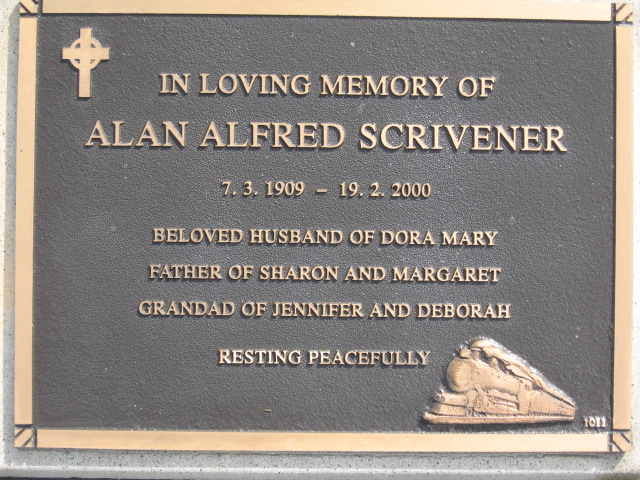 IN LOVING MEMORY OF
ALAN ALFRED SCRIVENER
7. 3. 1909 – 19. 2. 2000
BELOVED HUSBAND OF DORA MARY
FATHER OF SHARON AND MARGARET
GRANDAD OF JENNIFER AND DEBORAH
RESTING PEACEFULLY
1011